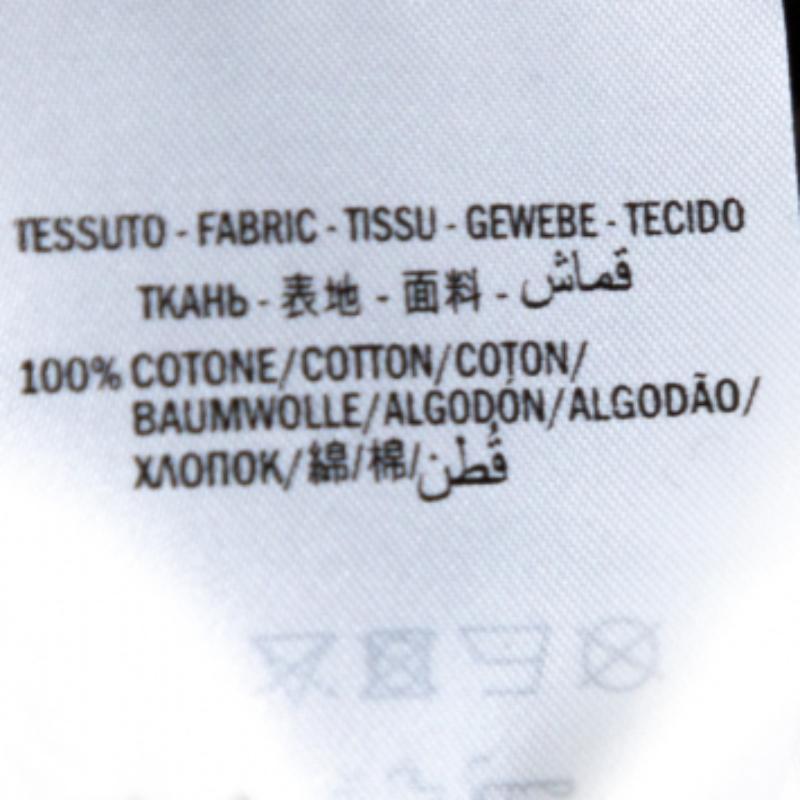 TESSUTO - FABRIC - TISSU - GEWEBE - TECIDO
ТКАНЬ - 表地 - 面料 - قماش
100% COTONE/COTTON/COTON/
BAUMWOLLE/ALGODÓN/ALGODÃO/
ХЛОПОК/綿/棉/قُطن